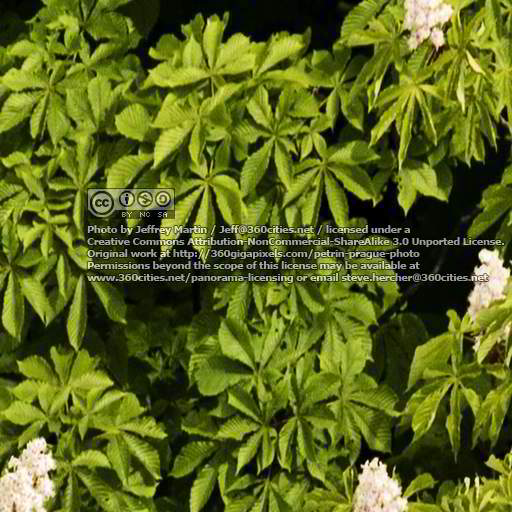 cc
BY NC SA
Photo by Jeffrey Martin / Jeff@360cities.net / licensed under a
Creative Commons Attribution-NonCommercial-ShareAlike 3.0 Unported License.
Original work at http://360gigapixels.com/petrin-prague-photo
Permissions beyond the scope of this license may be available at
www.360cities.net/panorama-licensing or email steve.hercher@360cities.net